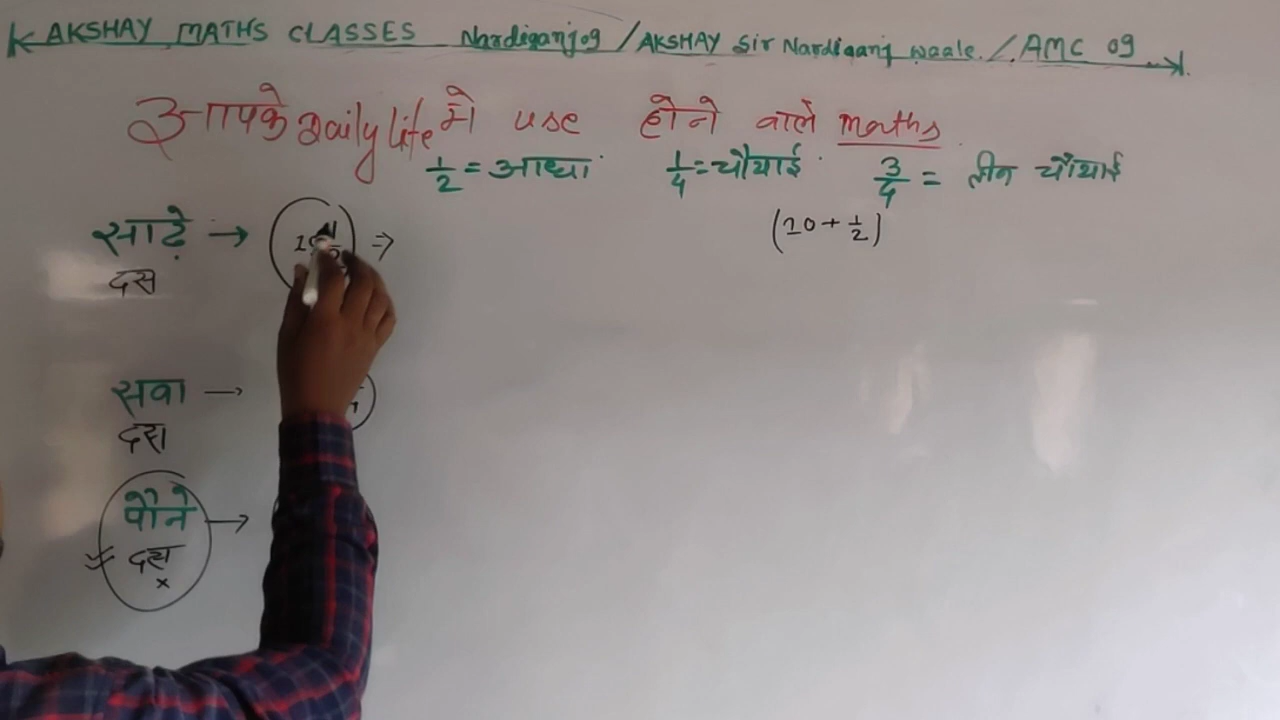 AKSHAY MATHS CLASSES Nardiganj09 / AKSHAY Sir Nardiganj waale. / AMC 09
आपके Daily life में use होने वाले maths
1/2 = आधा 1/4 = चौथाई 3/4 = तीन चौथाई
(10 + 1/2)
साढ़े → ⇒
दस
सवा →
दस
पौने →
दस
×